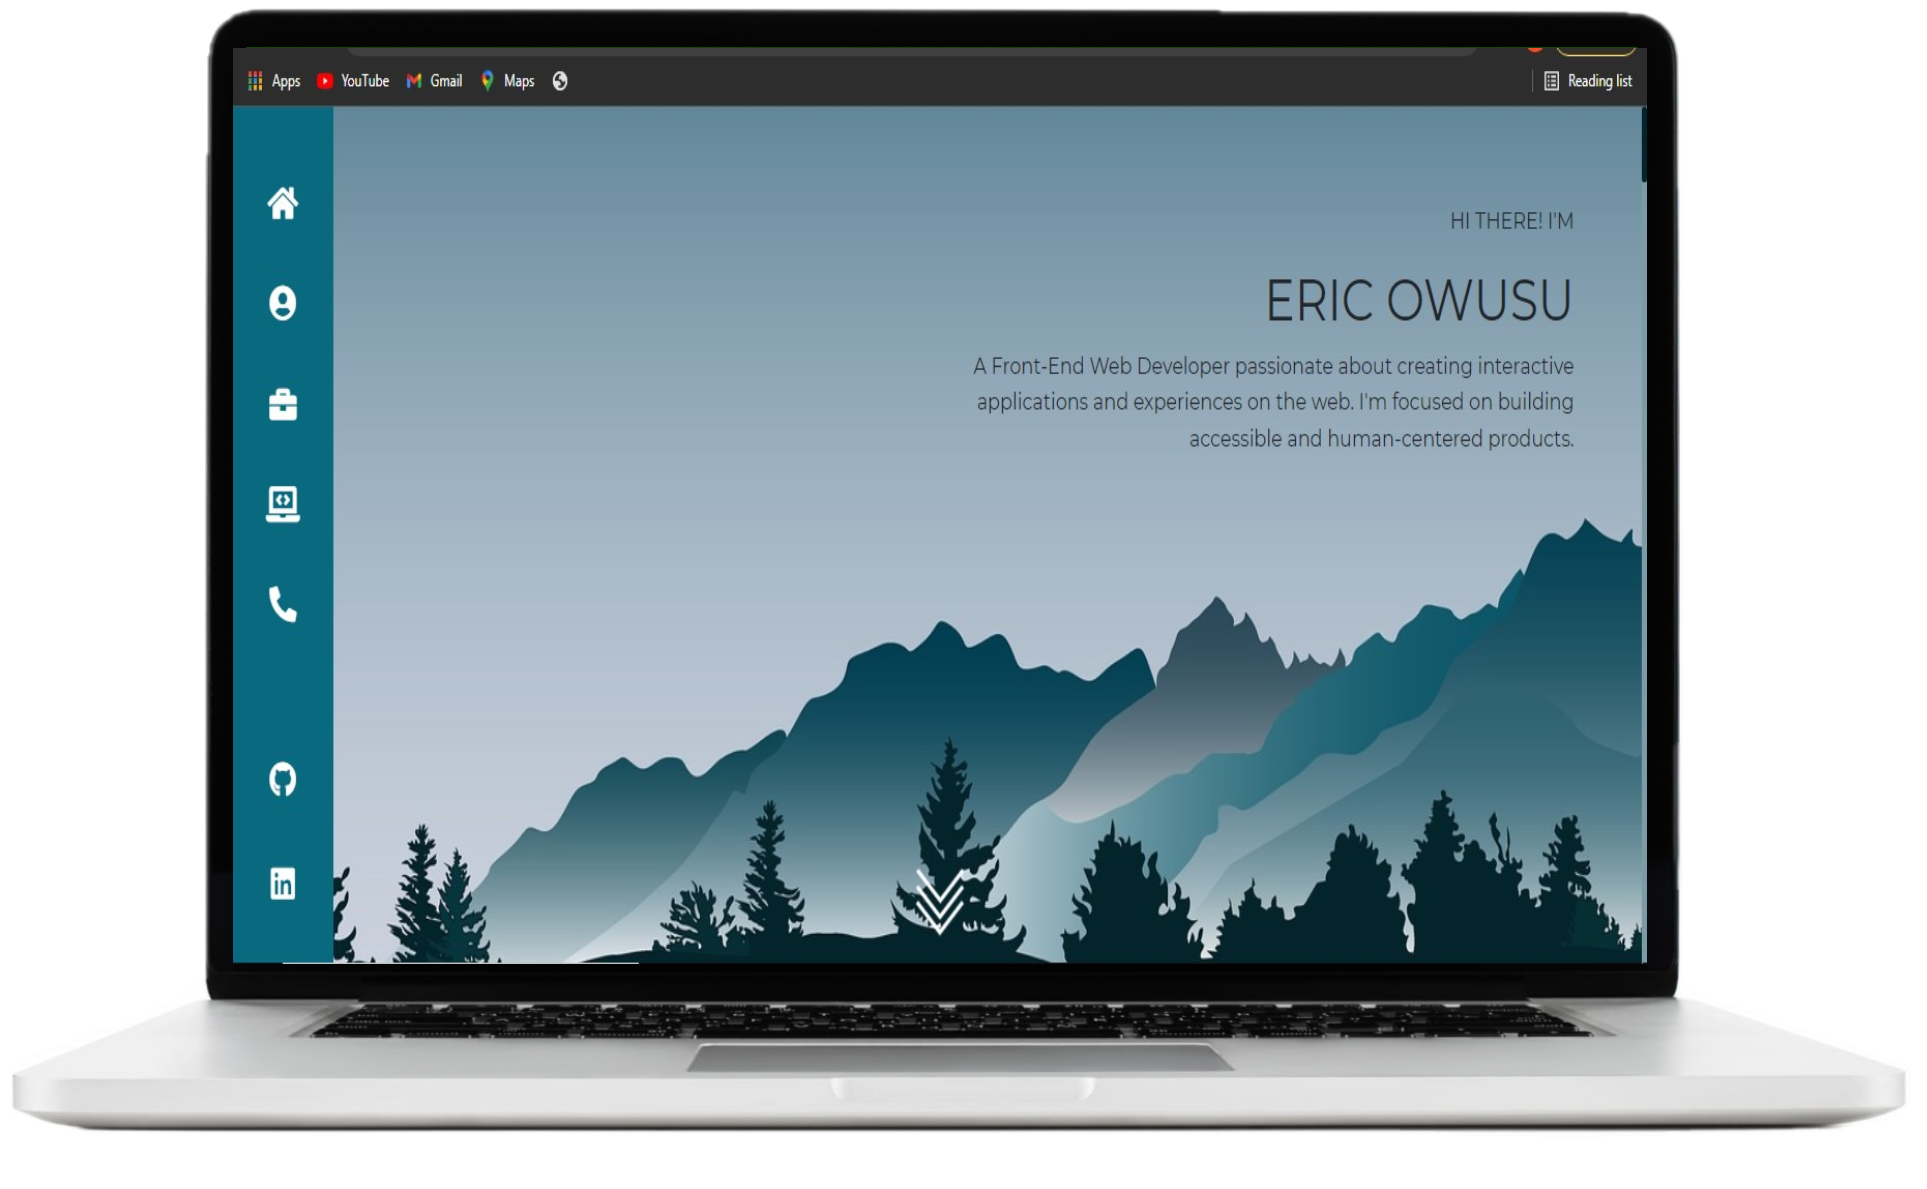 Apps YouTube Gmail Maps Reading list
HI THERE! I'M
ERIC OWUSU
A Front-End Web Developer passionate about creating interactive
applications and experiences on the web. I'm focused on building
accessible and human-centered products.
in